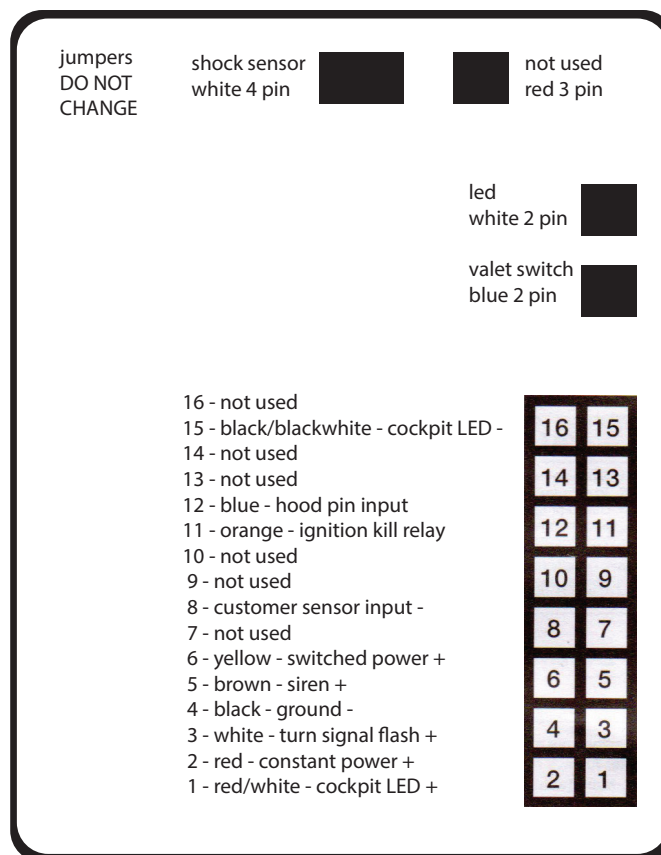 jumpers
DO NOT
CHANGE
shock sensor
white 4 pin
not used
red 3 pin
led
white 2 pin
valet switch
blue 2 pin
16 - not used
15 - black/blackwhite - cockpit LED -
14 - not used
13 - not used
12 - blue - hood pin input
11 - orange - ignition kill relay
10 - not used
9 - not used
8 - customer sensor input -
7 - not used
6 - yellow - switched power +
5 - brown - siren +
4 - black - ground -
3 - white - turn signal flash +
2 - red - constant power +
1 - red/white - cockpit LED +
16 15
14 13
12 11
10 9
8 7
6 5
4 3
2 1